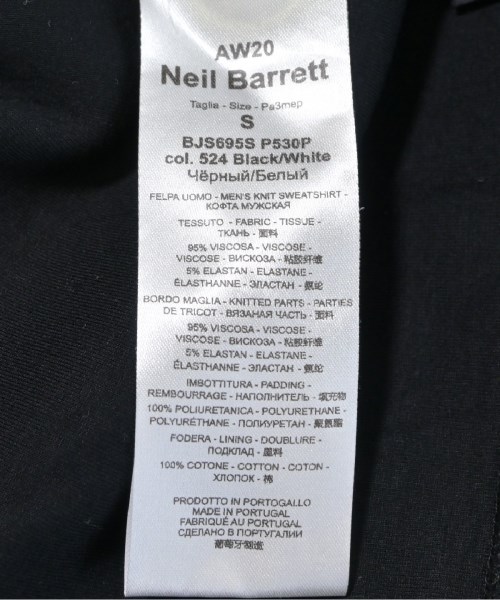 AW20
Neil Barrett
Taglia - Size - Размер
S
BJS695S P530P
col. 524 Black/White
Чёрный/Белый
FELPA UOMO - MEN'S KNIT SWEATSHIRT -
КОФТА МУЖСКАЯ
TESSUTO - FABRIC - TISSUE -
ТКАНЬ - 面料
95% VISCOSA - VISCOSE -
VISCOSE - ВИСКОЗА - 粘胶纤维
5% ELASTAN - ELASTANE -
ÉLASTHANNE - ЭЛАСТАН - 氨纶
BORDO MAGLIA - KNITTED PARTS - PARTIES
DE TRICOT - ВЯЗАНАЯ ЧАСТЬ - 面料
95% VISCOSA - VISCOSE -
VISCOSE - ВИСКОЗА - 粘胶纤维
5% ELASTAN - ELASTANE -
ÉLASTHANNE - ЭЛАСТАН - 氨纶
IMBOTTITURA - PADDING -
REMBOURRAGE - НАПОЛНИТЕЛЬ - 填充物
100% POLIURETANICA - POLYURETHANE -
POLYURÉTHANE - ПОЛИУРЕТАН - 聚氨酯
FODERA - LINING - DOUBLURE -
ПОДКЛАД - 里料
100% COTONE - COTTON - COTON -
ХЛОПОК - 棉
PRODOTTO IN PORTOGALLO
MADE IN PORTUGAL
FABRIQUÉ AU PORTUGAL
СДЕЛАНО В ПОРТУГАЛИИ
葡萄牙制造